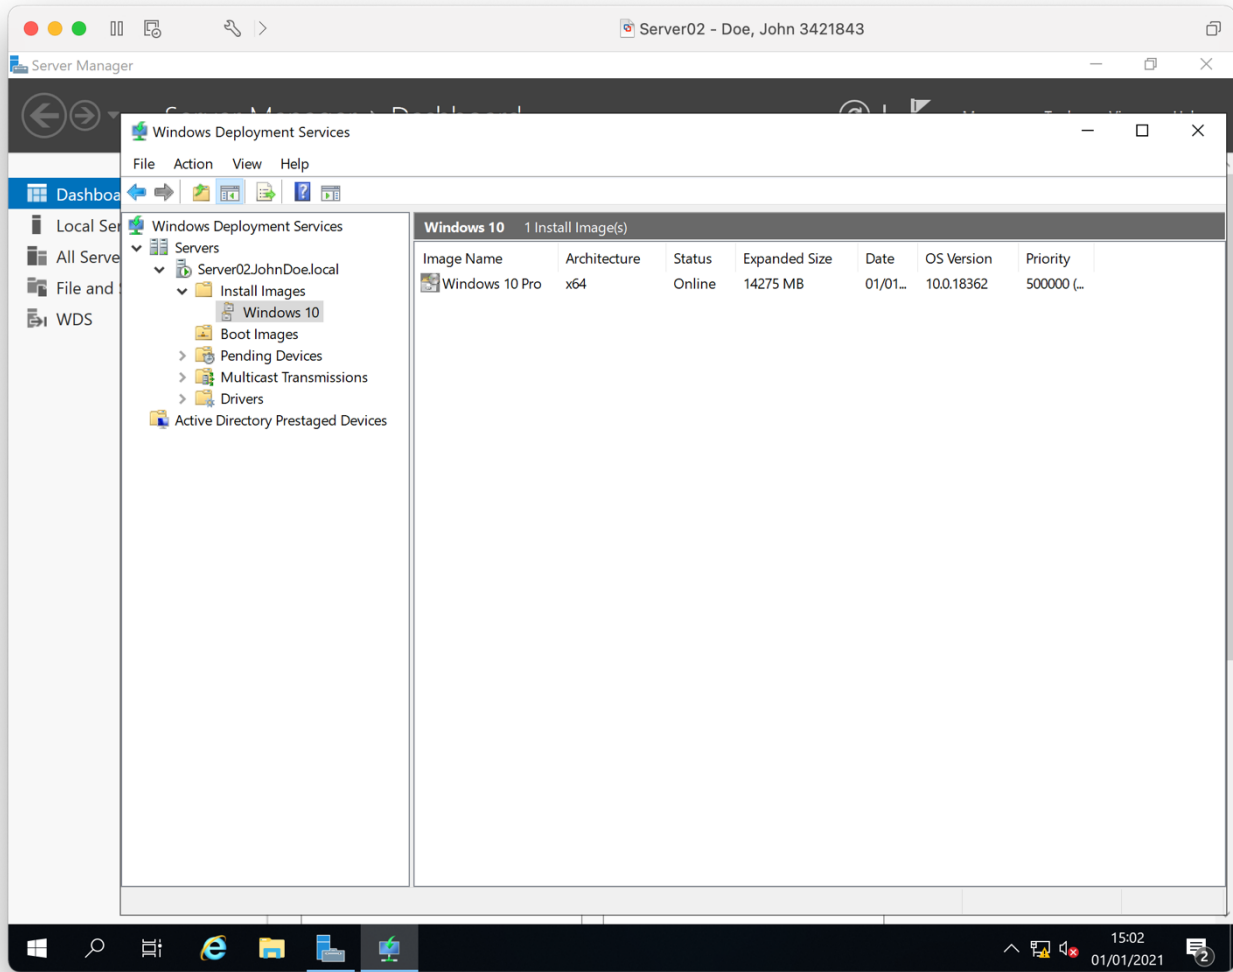 Server02 - Doe, John 3421843
Server Manager
Windows Deployment Services
File Action View Help
Dashboa
Local Ser
All Serve
File and
WDS
Windows Deployment Services
Servers
Server02.JohnDoe.local
Install Images
Windows 10
Boot Images
Pending Devices
Multicast Transmissions
Drivers
Active Directory Prestaged Devices
Windows 10 1 Install Image(s)
Image Name Architecture Status Expanded Size Date OS Version Priority
Windows 10 Pro x64 Online 14275 MB 01/01... 10.0.18362 500000 (...
15:02
01/01/2021
2